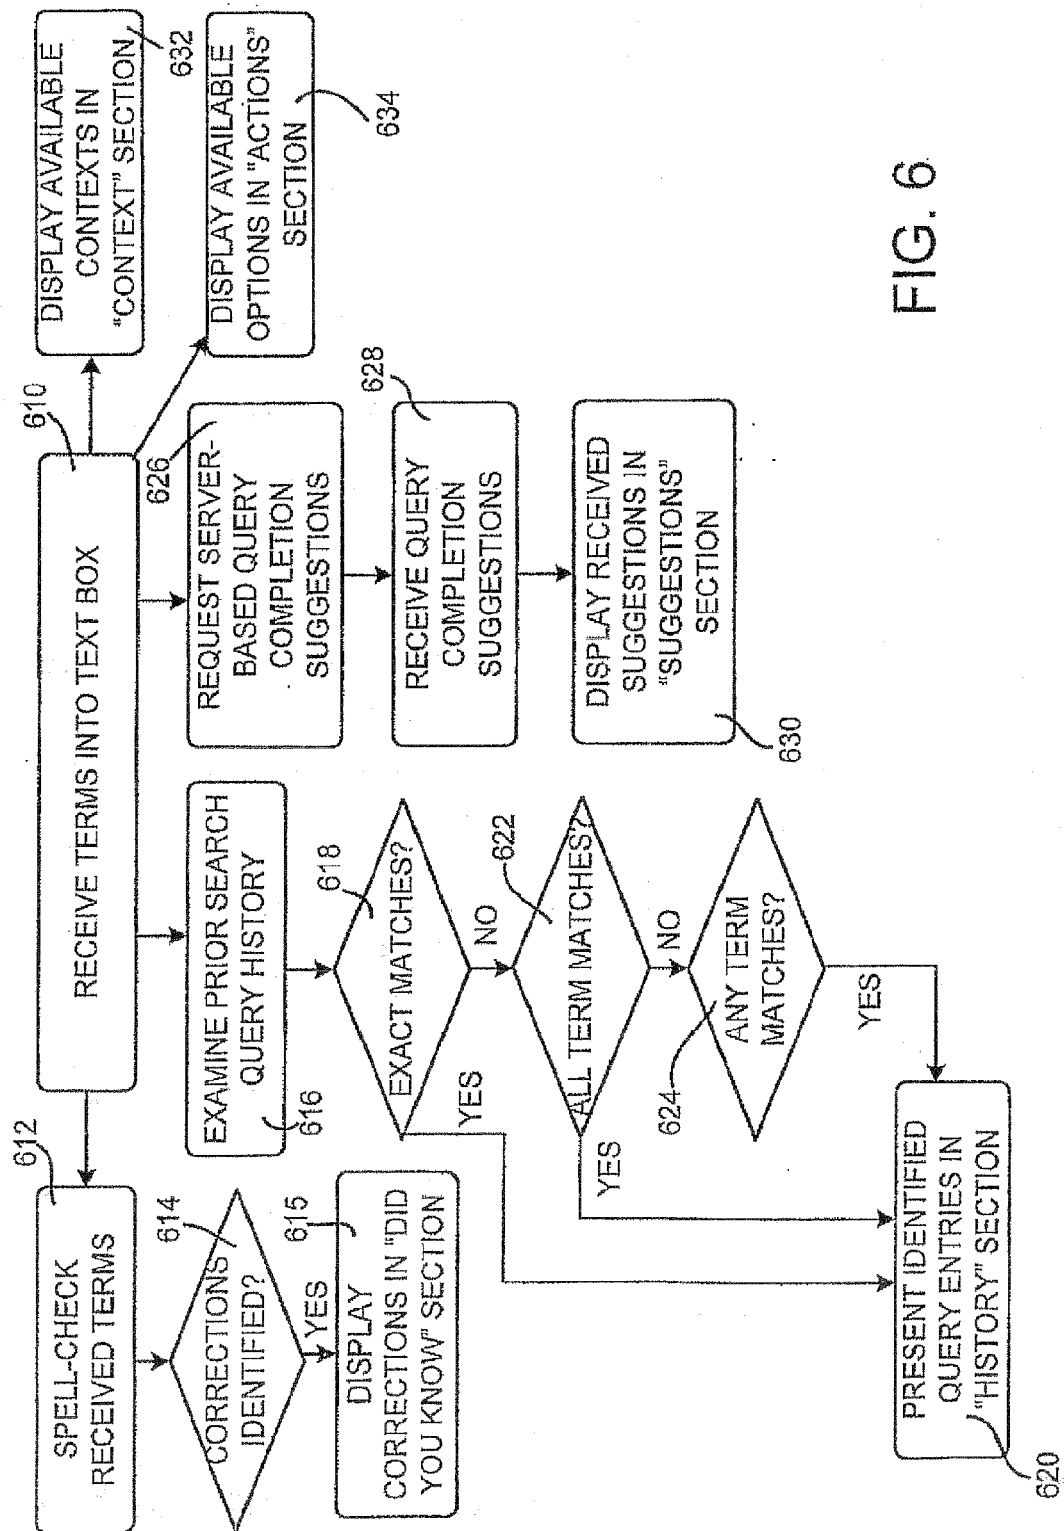 RECEIVE TERMS INTO TEXT BOX
610
SPELL-CHECK
RECEIVED TERMS
612
CORRECTIONS
IDENTIFIED?
614
YES
DISPLAY
CORRECTIONS IN "DID
YOU KNOW" SECTION
615
EXAMINE PRIOR SEARCH
QUERY HISTORY
616
EXACT MATCHES?
618
YES
NO
ALL TERM MATCHES?
622
YES
NO
ANY TERM
MATCHES?
624
YES
PRESENT IDENTIFIED
QUERY ENTRIES IN
"HISTORY" SECTION
620
REQUEST SERVER-
BASED QUERY
COMPLETION
SUGGESTIONS
626
RECEIVE QUERY
COMPLETION
SUGGESTIONS
628
DISPLAY RECEIVED
SUGGESTIONS IN
"SUGGESTIONS"
SECTION
630
DISPLAY AVAILABLE
CONTEXTS IN
"CONTEXT" SECTION
632
DISPLAY AVAILABLE
OPTIONS IN "ACTIONS"
SECTION
634
FIG. 6